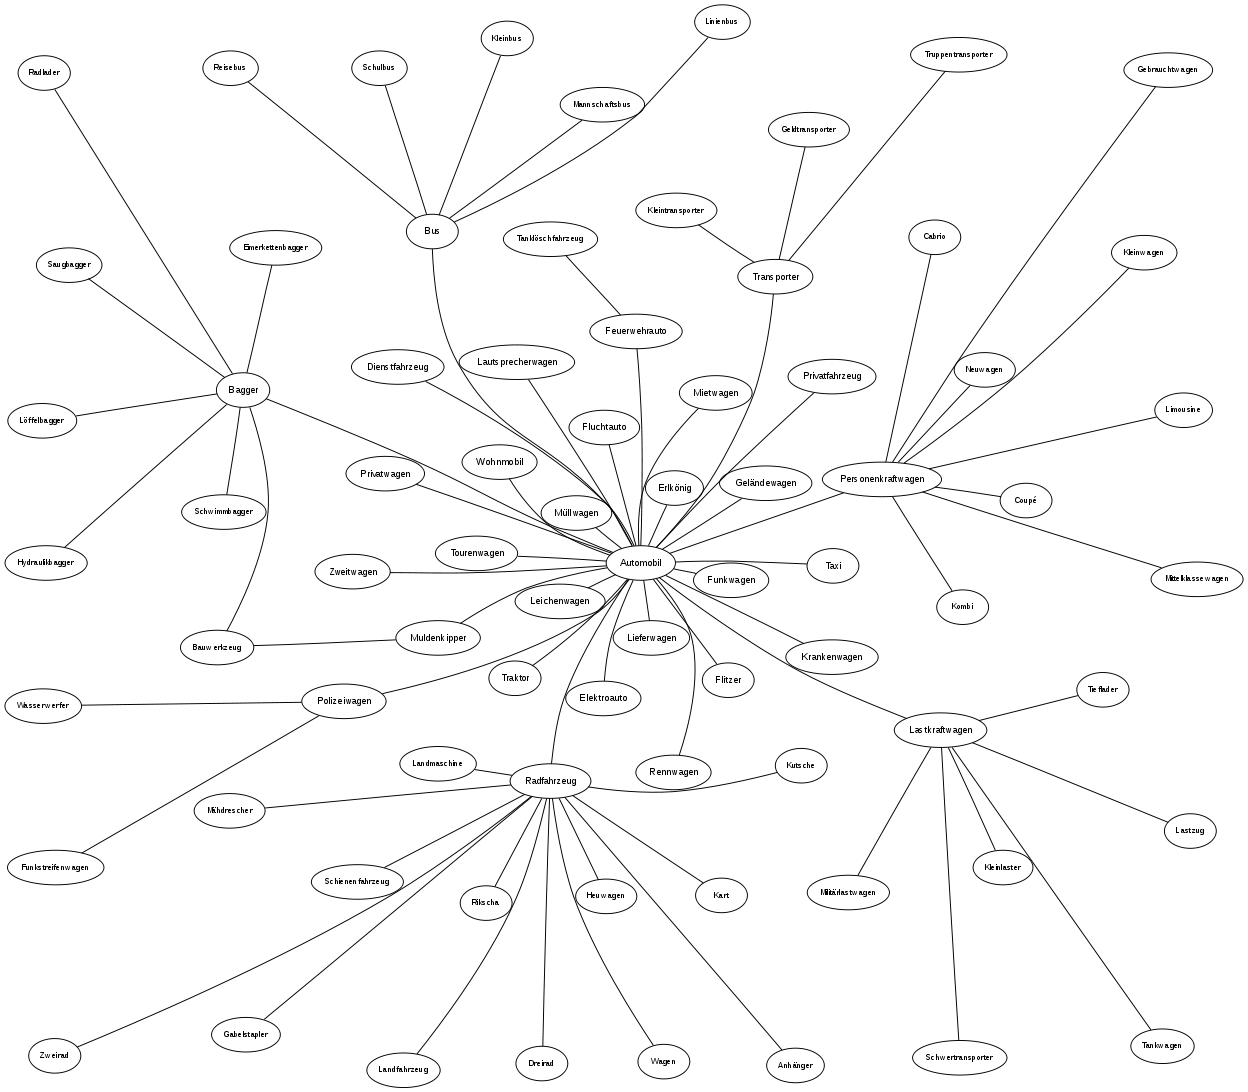 Linienbus
Kleinbus
Truppentransporter
Reisebus
Schulbus
Gebrauchtwagen
Radlader
Mannschaftsbus
Geldtransporter
Kleintransporter
Bus
Tanklöschfahrzeug
Cabrio
Eimerkettenbagger
Kleinwagen
Saugbagger
Transporter
Feuerwehrauto
Lautsprecherwagen
Dienstfahrzeug
Neuwagen
Privatfahrzeug
Bagger
Mietwagen
Limousine
Löffelbagger
Fluchtauto
Wohnmobil
Privatwagen
Personenkraftwagen
Geländewagen
Erlkönig
Coupé
Schwimmbagger
Müllwagen
Tourenwagen
Hydraulikbagger
Automobil
Taxi
Zweitwagen
Funkwagen
Mittelklassewagen
Leichenwagen
Kombi
Muldenkipper
Lieferwagen
Bauwerkzeug
Krankenwagen
Traktor
Flitzer
Tieflader
Elektroauto
Polizeiwagen
Wasserwerfer
Lastkraftwagen
Landmaschine
Kutsche
Rennwagen
Radfahrzeug
Mähdrescher
Lastzug
Funkstreifenwagen
Kleinlaster
Schienenfahrzeug
Militärlastwagen
Heuwagen
Kart
Rikscha
Gabelstapler
Tankwagen
Zweirad
Schwertransporter
Wagen
Dreirad
Anhänger
Landfahrzeug